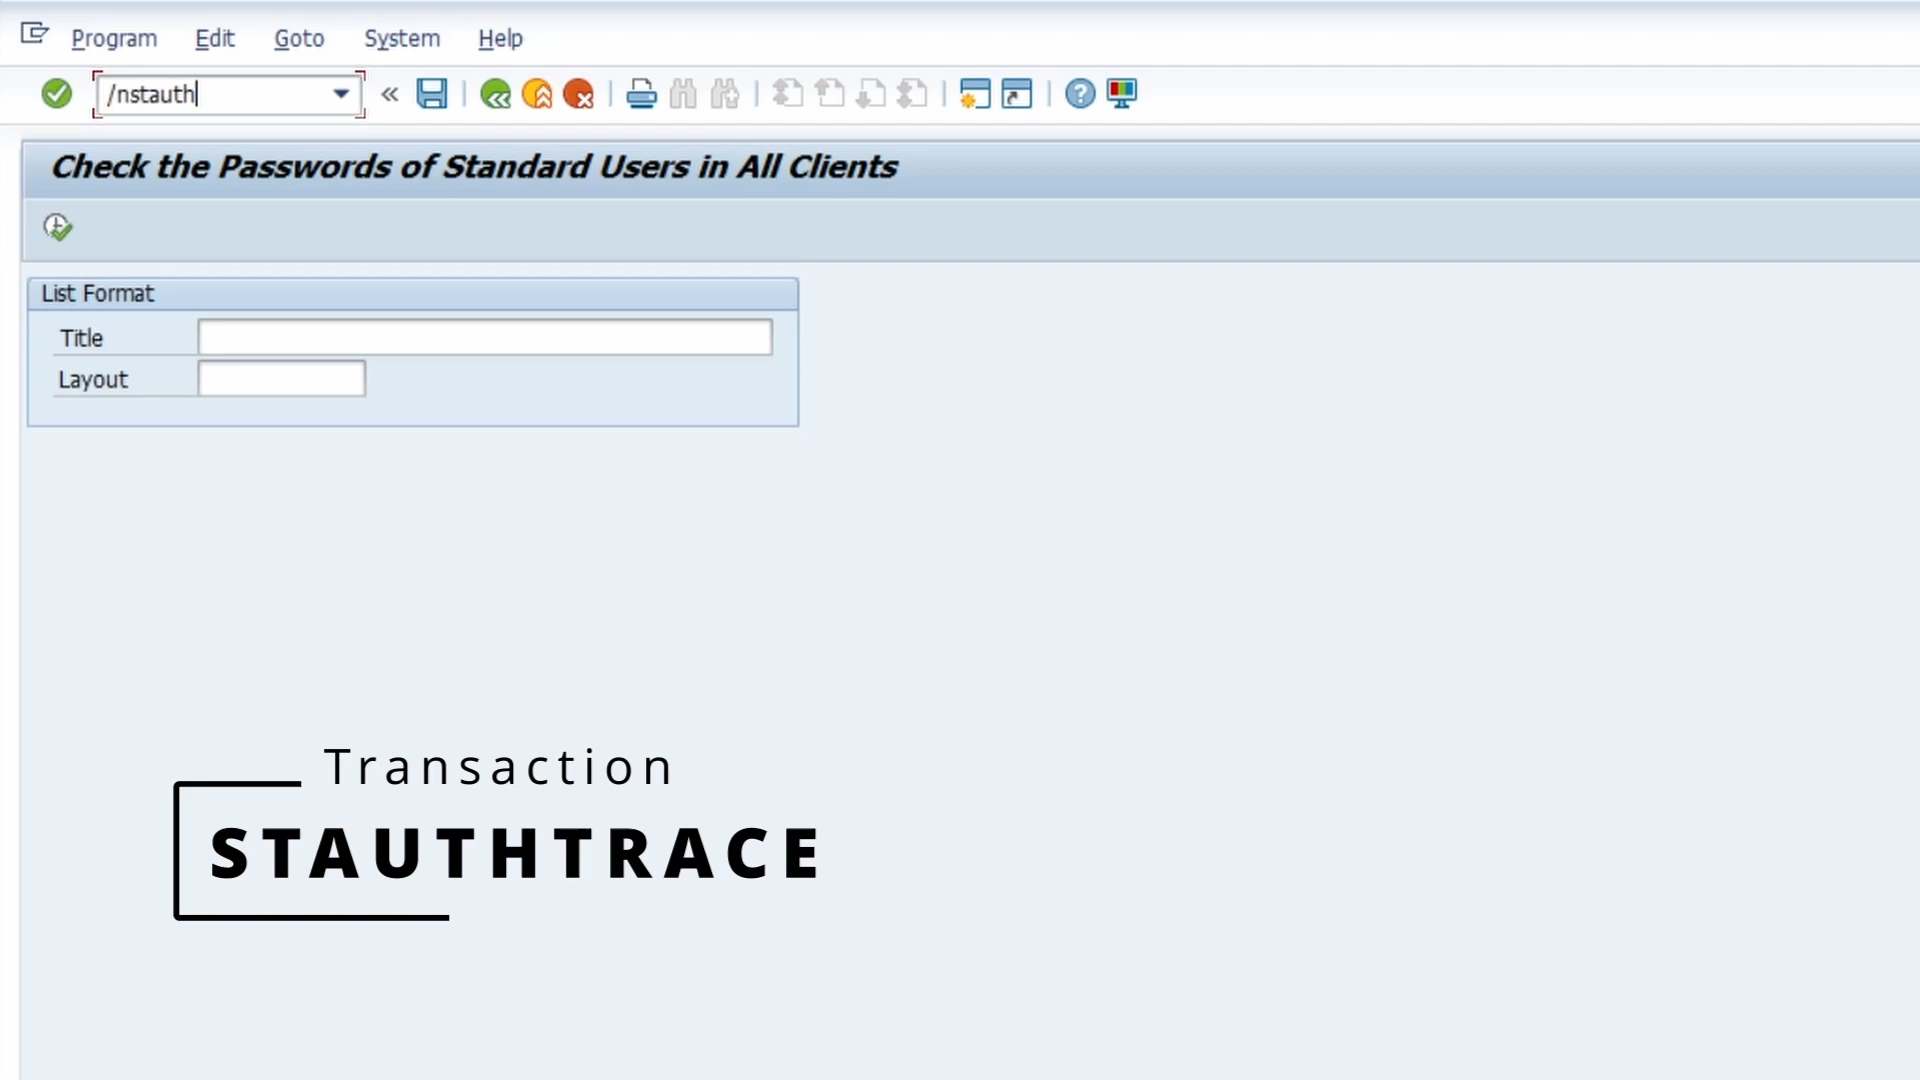 Program Edit Goto System Help
/nstauth
Check the Passwords of Standard Users in All Clients
List Format
Title
Layout
Transaction
STAUTHTRACE